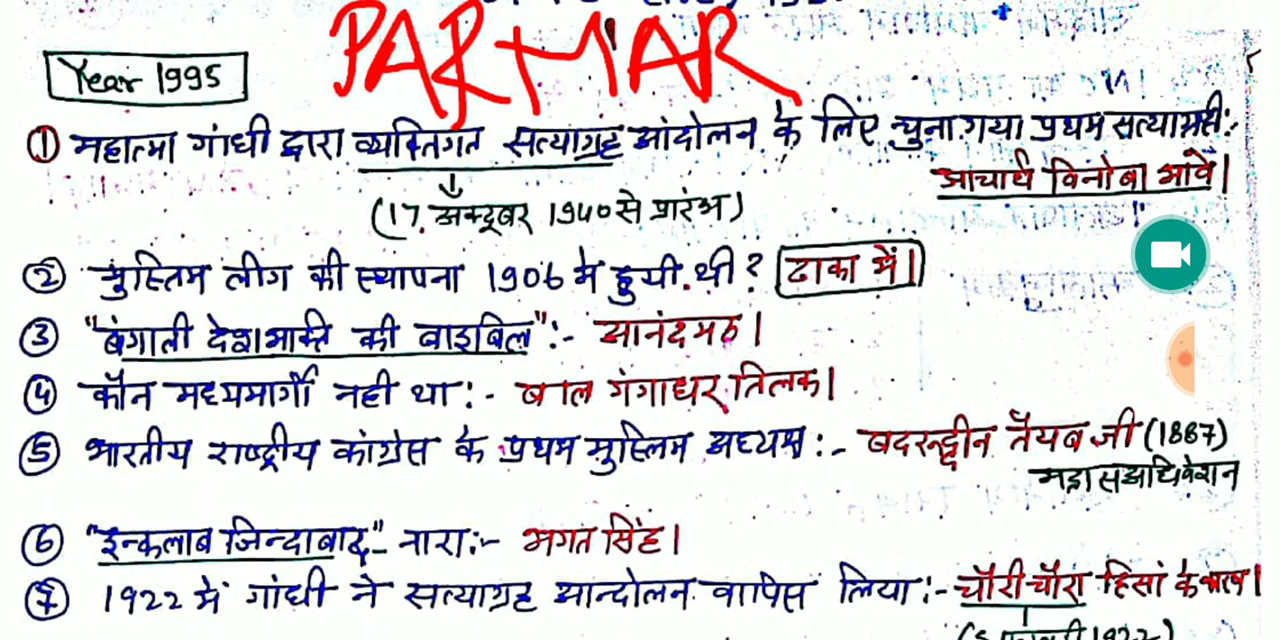 PARMAR
Year 1995
① महात्मा गांधी द्वारा व्यक्तिगत सत्याग्रह आंदोलन के लिए चुना गया प्रथम सत्याग्रही:-
आचार्य विनोबा भावे।
(17 अक्टूबर 1940 से प्रारंभ)
② मुस्लिम लीग की स्थापना 1906 में हुयी थी? ढाका में।
③ "बंगाली देशभक्ति की बाइबिल":- आनंदमठ।
④ कौन मध्यमार्गी नही था:- बाल गंगाधर तिलक।
⑤ भारतीय राष्ट्रीय कांग्रेस के प्रथम मुस्लिम अध्यक्ष:- बदरुद्दीन तैयब जी (1887)
मद्रास अधिवेशन
⑥ "इन्कलाब जिन्दाबाद" नारा:- भगत सिंह।
⑦ 1922 में गांधी ने सत्याग्रह आन्दोलन वापिस लिया:- चौरी चौरा हिसां के